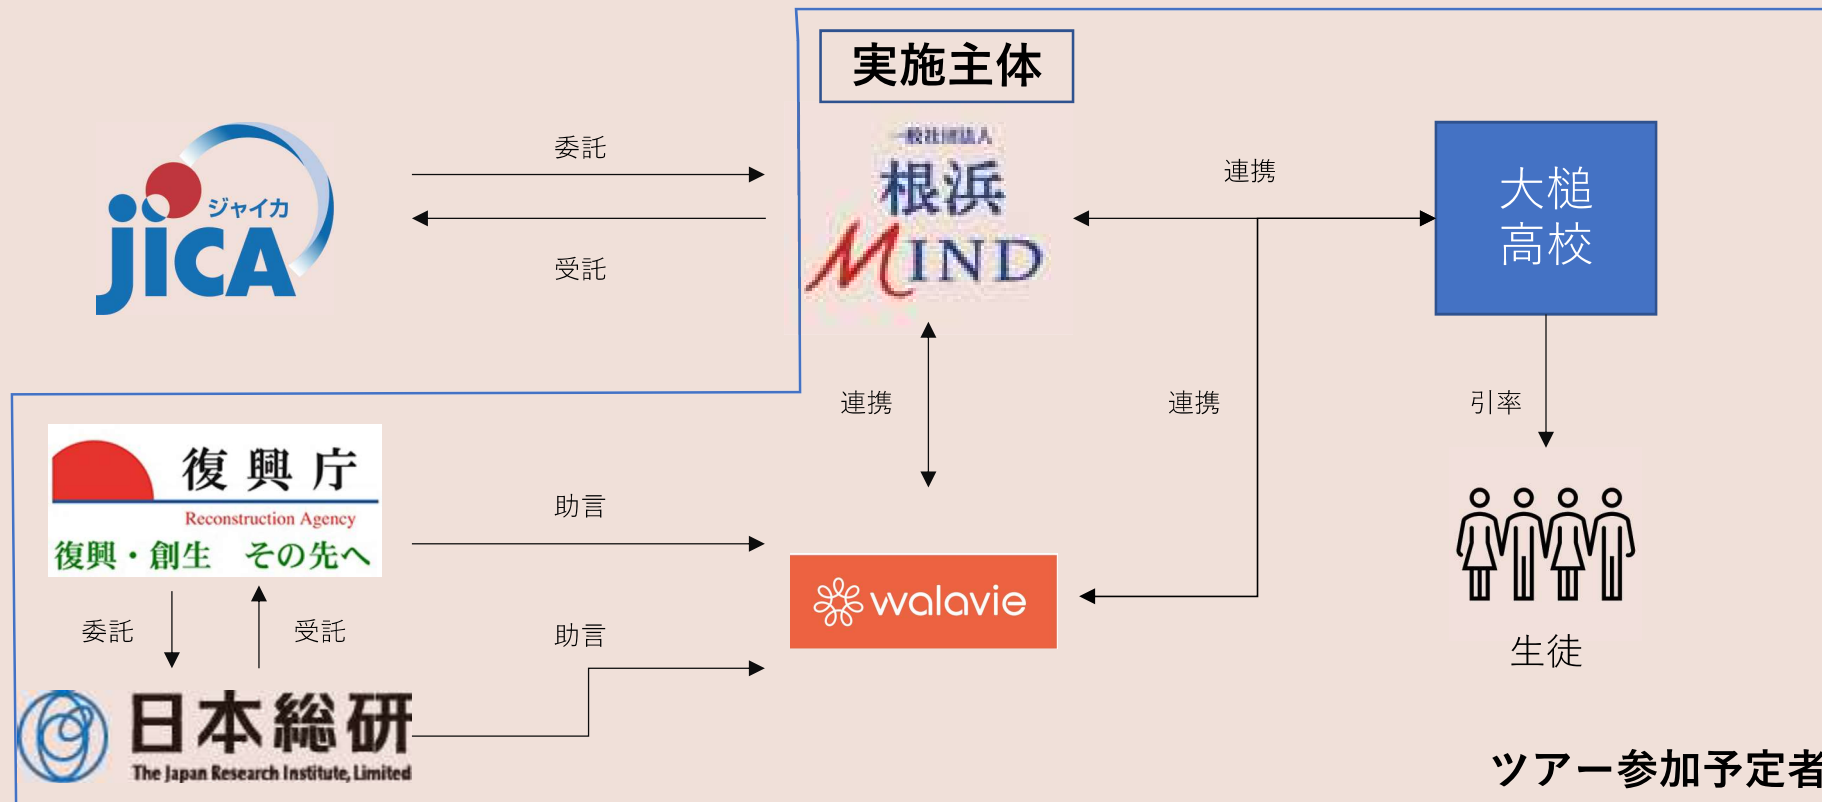 実施主体
ジャイカ
jICA
委託
受託
一般社団法人
根浜
MIND
連携
大槌
高校
連携
連携
引率
復興庁
Reconstruction Agency
復興・創生　その先へ
助言
委託
受託
助言
walavie
生徒
日本総研
The Japan Research Institute, Limited
ツアー参加予定者